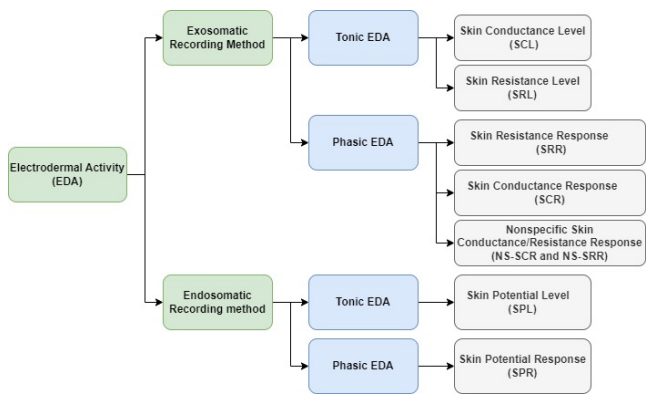 Electrodermal Activity
(EDA)
Exosomatic
Recording Method
Tonic EDA
Skin Conductance Level
(SCL)
Skin Resistance Level
(SRL)
Phasic EDA
Skin Resistance Response
(SRR)
Skin Conductance Response
(SCR)
Nonspecific Skin
Conductance/Resistance Response
(NS-SCR and NS-SRR)
Endosomatic
Recording method
Tonic EDA
Skin Potential Level
(SPL)
Phasic EDA
Skin Potential Response
(SPR)